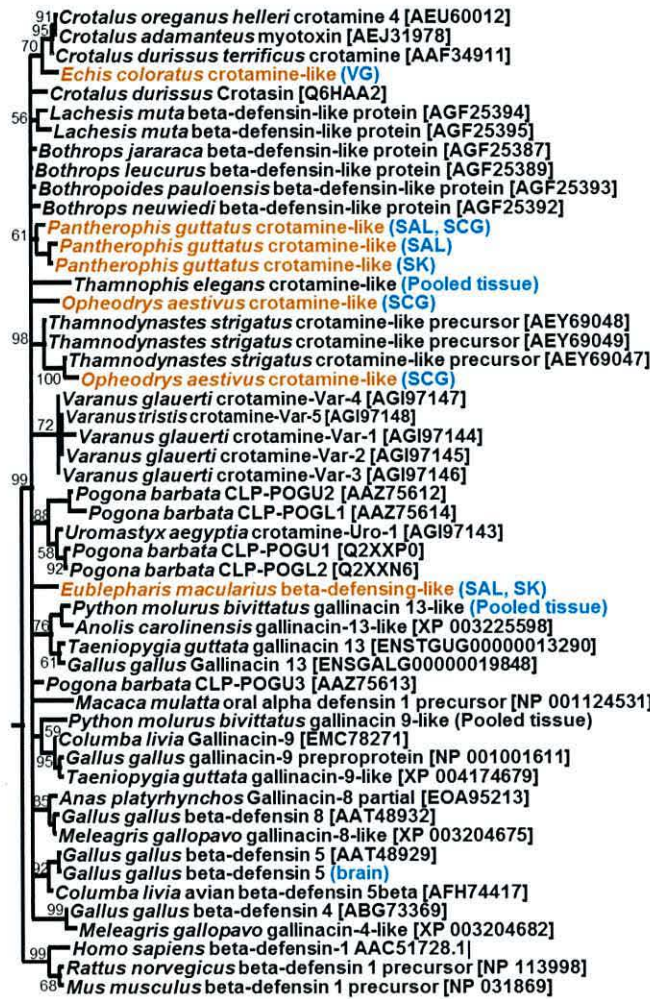 91
Crotalus oreganus helleri crotamine 4 [AEU60012]
95
Crotalus adamanteus myotoxin [AEJ31978]
70
Crotalus durissus terrificus crotamine [AAF34911]
Echis coloratus crotamine-like (VG)
Crotalus durissus Crotasin [Q6HAA2]
56
Lachesis muta beta-defensin-like protein [AGF25394]
Lachesis muta beta-defensin-like protein [AGF25395]
Bothrops jararaca beta-defensin-like protein [AGF25387]
Bothrops leucurus beta-defensin-like protein [AGF25389]
Bothropoides pauloensis beta-defensin-like protein [AGF25393]
Bothrops neuwiedi beta-defensin-like protein [AGF25392]
Pantherophis guttatus crotamine-like (SAL, SCG)
61
Pantherophis guttatus crotamine-like (SAL)
Pantherophis guttatus crotamine-like (SK)
Thamnophis elegans crotamine-like (Pooled tissue)
Opheodrys aestivus crotamine-like (SCG)
Thamnodynastes strigatus crotamine-like precursor [AEY69048]
98
Thamnodynastes strigatus crotamine-like precursor [AEY69049]
Thamnodynastes strigatus crotamine-like precursor [AEY69047]
100
Opheodrys aestivus crotamine-like (SCG)
Varanus glauerti crotamine-Var-4 [AGI97147]
Varanus tristis crotamine-Var-5 [AGI97148]
72
Varanus glauerti crotamine-Var-1 [AGI97144]
Varanus glauerti crotamine-Var-2 [AGI97145]
Varanus glauerti crotamine-Var-3 [AGI97146]
99
Pogona barbata CLP-POGU2 [AAZ75612]
Pogona barbata CLP-POGL1 [AAZ75614]
88
Uromastyx aegyptia crotamine-Uro-1 [AGI97143]
58
Pogona barbata CLP-POGU1 [Q2XXP0]
92
Pogona barbata CLP-POGL2 [Q2XXN6]
Eublepharis macularius beta-defensing-like (SAL, SK)
Python molurus bivittatus gallinacin 13-like (Pooled tissue)
76
Anolis carolinensis gallinacin-13-like [XP 003225598]
Taeniopygia guttata gallinacin 13 [ENSTGUG00000013290]
61
Gallus gallus Gallinacin 13 [ENSGALG00000019848]
Pogona barbata CLP-POGU3 [AAZ75613]
Macaca mulatta oral alpha defensin 1 precursor [NP 001124531]
Python molurus bivittatus gallinacin 9-like (Pooled tissue)
59
Columba livia Gallinacin-9 [EMC78271]
Gallus gallus gallinacin-9 preproprotein [NP 001001611]
95
Taeniopygia guttata gallinacin-9-like [XP 004174679]
Anas platyrhynchos Gallinacin-8 partial [EOA95213]
85
Gallus gallus beta-defensin 8 [AAT48932]
Meleagris gallopavo gallinacin-8-like [XP 003204675]
Gallus gallus beta-defensin 5 [AAT48929]
92
Gallus gallus beta-defensin 5 (brain)
Columba livia avian beta-defensin 5beta [AFH74417]
99
Gallus gallus beta-defensin 4 [ABG73369]
Meleagris gallopavo gallinacin-4-like [XP 003204682]
99
Homo sapiens beta-defensin-1 AAC51728.1|
Rattus norvegicus beta-defensin 1 precursor [NP 113998]
68
Mus musculus beta-defensin 1 precursor [NP 031869]